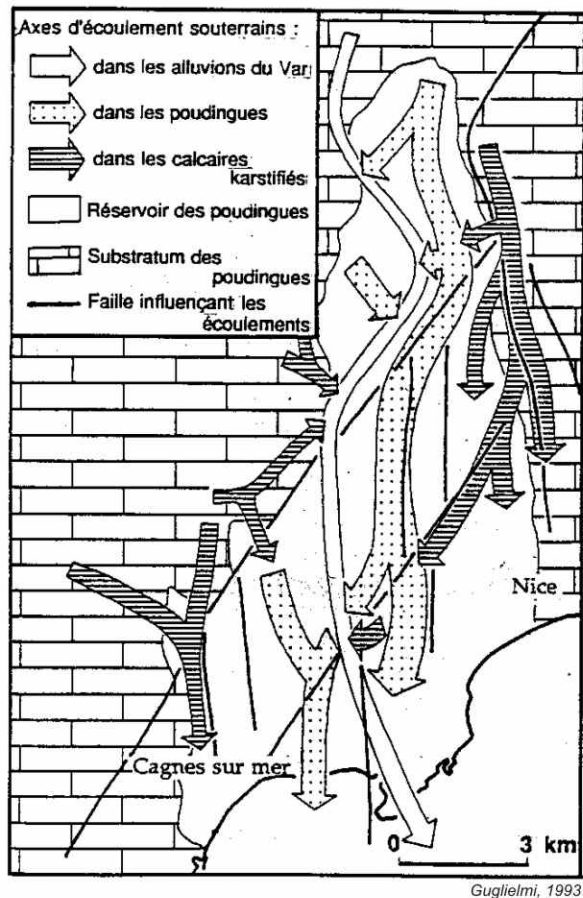 Axes d'écoulement souterrains :
dans les alluvions du Var
dans les poudingues
dans les calcaires
karstifiés
Réservoir des poudingues
Substratum des
poudingues
Faille influençant les
écoulements
Nice
Cagnes sur mer
0 3 km
Guglielmi, 1993